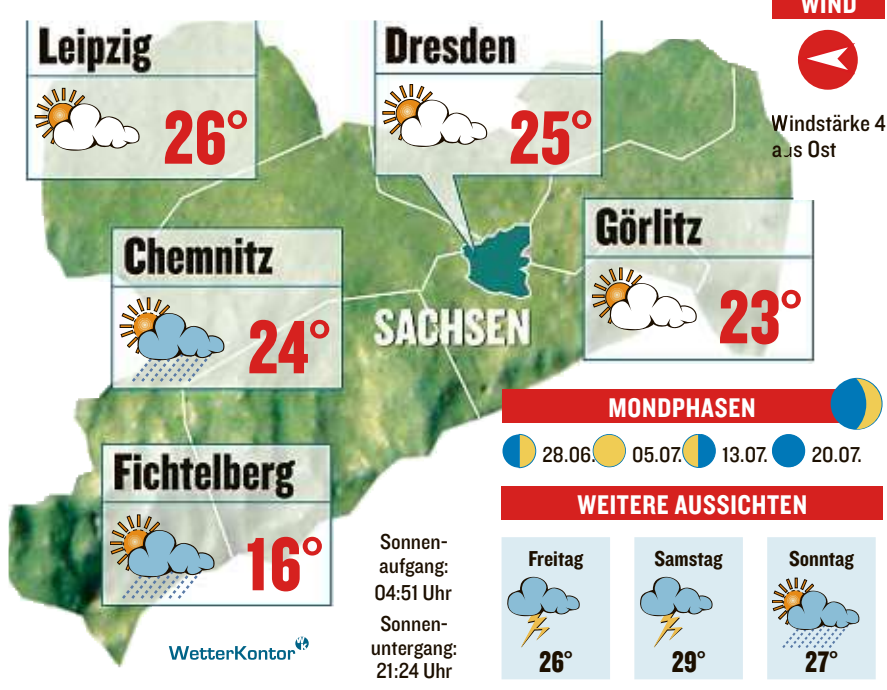 WIND
Leipzig
26°
Dresden
25°
Windstärke 4
aus Ost
Görlitz
23°
Chemnitz
24°
SACHSEN
MONDPHASEN
28.06. 05.07. 13.07. 20.07.
Fichtelberg
16°
WEITERE AUSSICHTEN
Sonnen-
aufgang:
04:51 Uhr
Sonnen-
untergang:
21:24 Uhr
Freitag
26°
Samstag
29°
Sonntag
27°
WetterKontor